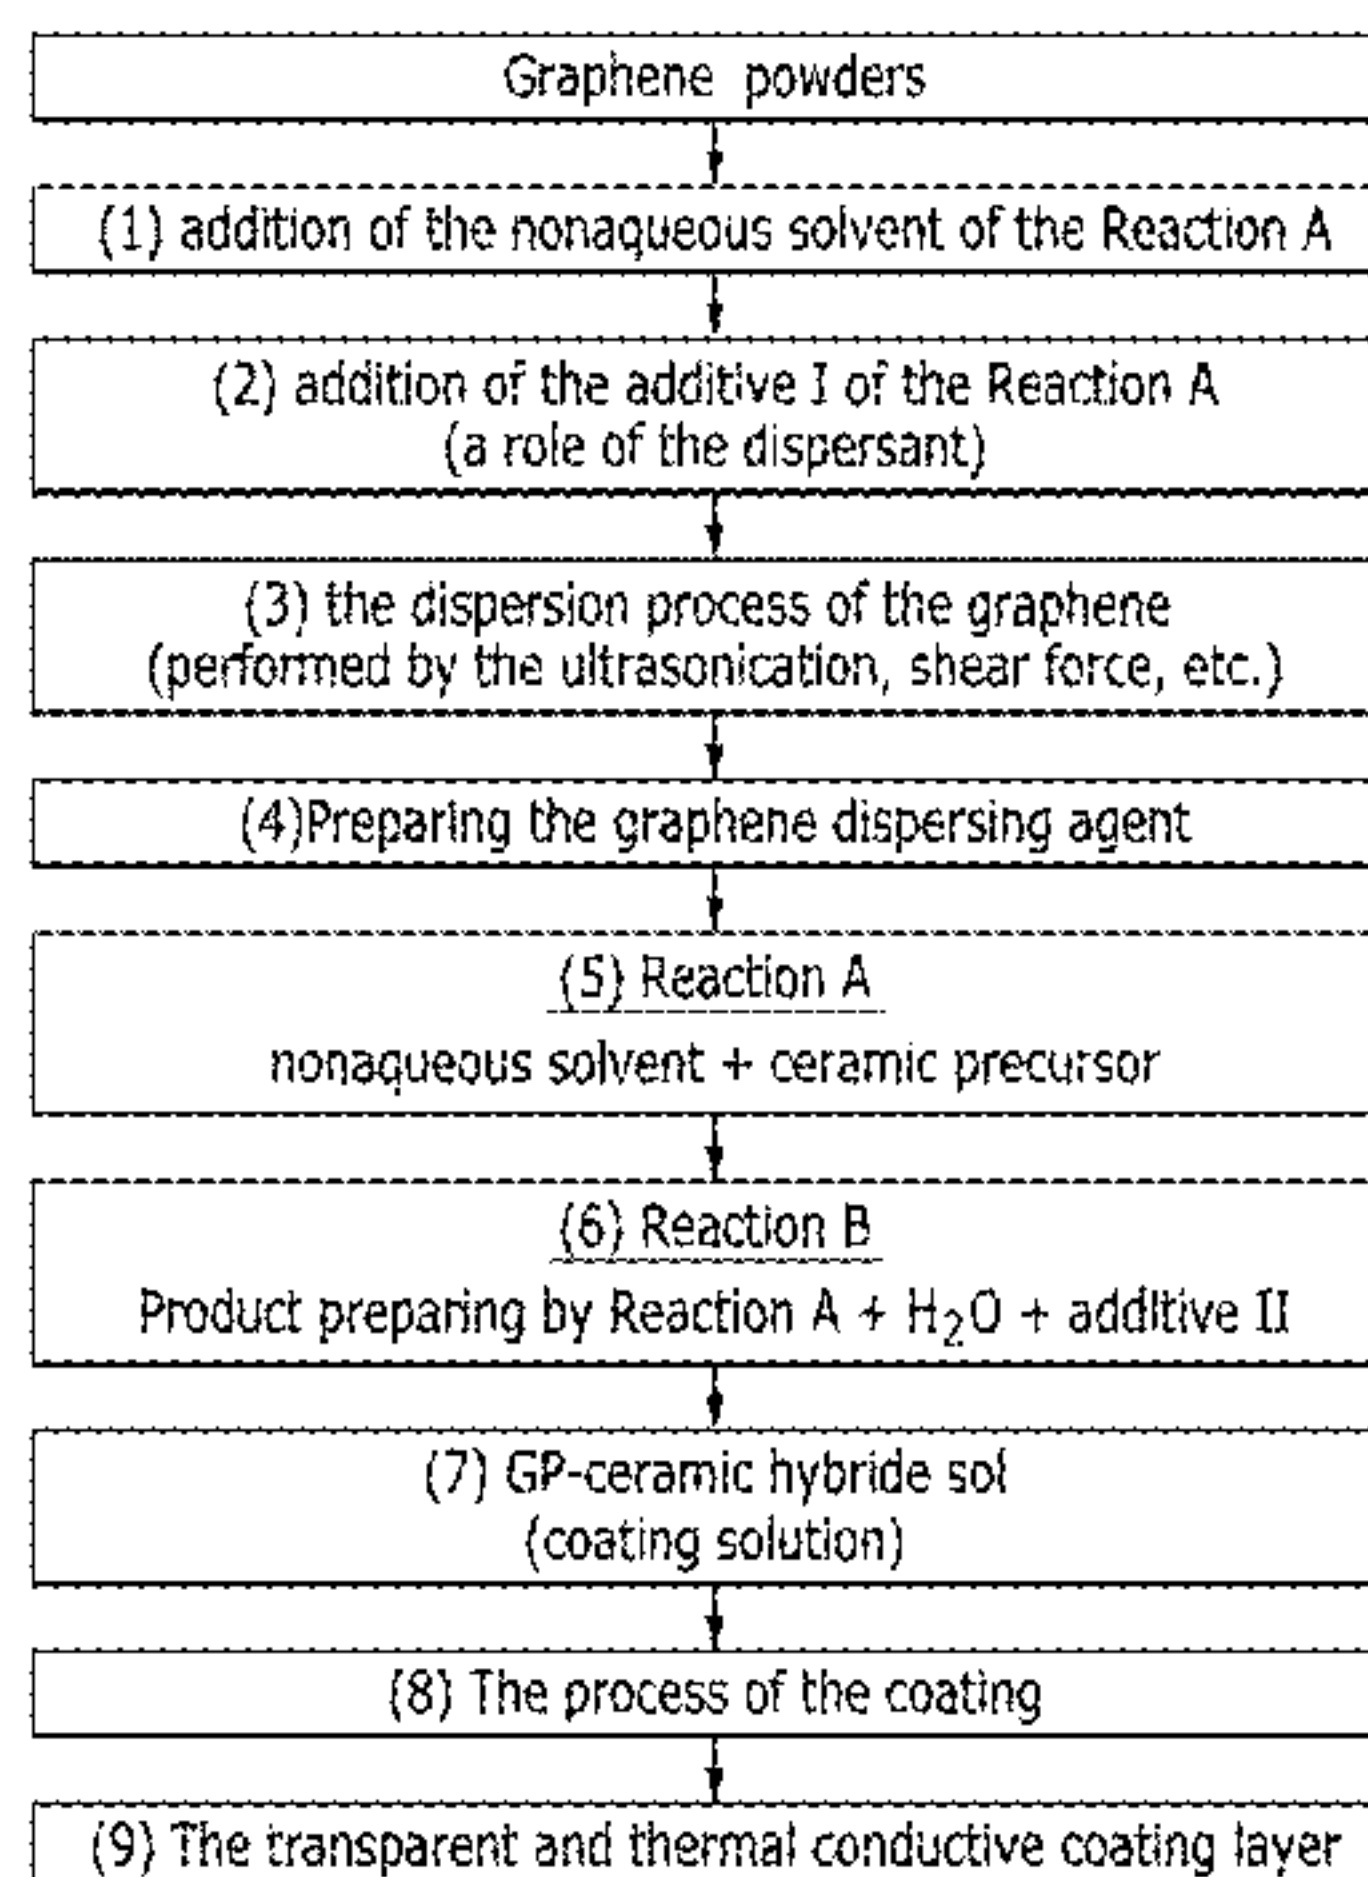 Graphene powders
(1) addition of the nonaqueous solvent of the Reaction A
(2) addition of the additive I of the Reaction A
(a role of the dispersant)
(3) the dispersion process of the graphene
(performed by the ultrasonication, shear force, etc.)
(4)Preparing the graphene dispersing agent
(5) Reaction A
nonaqueous solvent + ceramic precursor
(6) Reaction B
Product preparing by Reaction A + H₂O + additive II
(7) GP-ceramic hybride sol
(coating solution)
(8) The process of the coating
(9) The transparent and thermal conductive coating layer